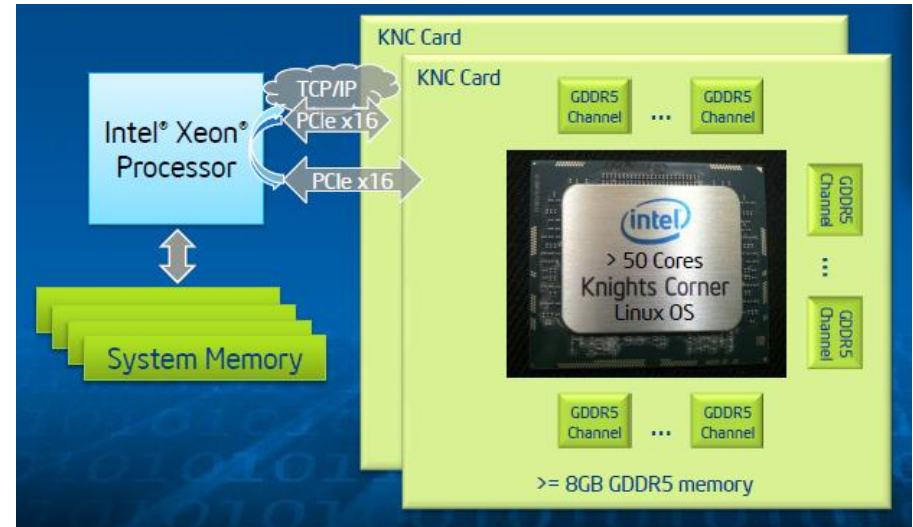 KNC Card
KNC Card
TCP/IP
PCIe x16
PCIe x16
Intel® Xeon®
Processor
System Memory
GDDR5
Channel
...
GDDR5
Channel
intel
> 50 Cores
Knights Corner
Linux OS
GDDR5
Channel
...
GDDR5
Channel
GDDR5
Channel
...
GDDR5
Channel
>= 8GB GDDR5 memory